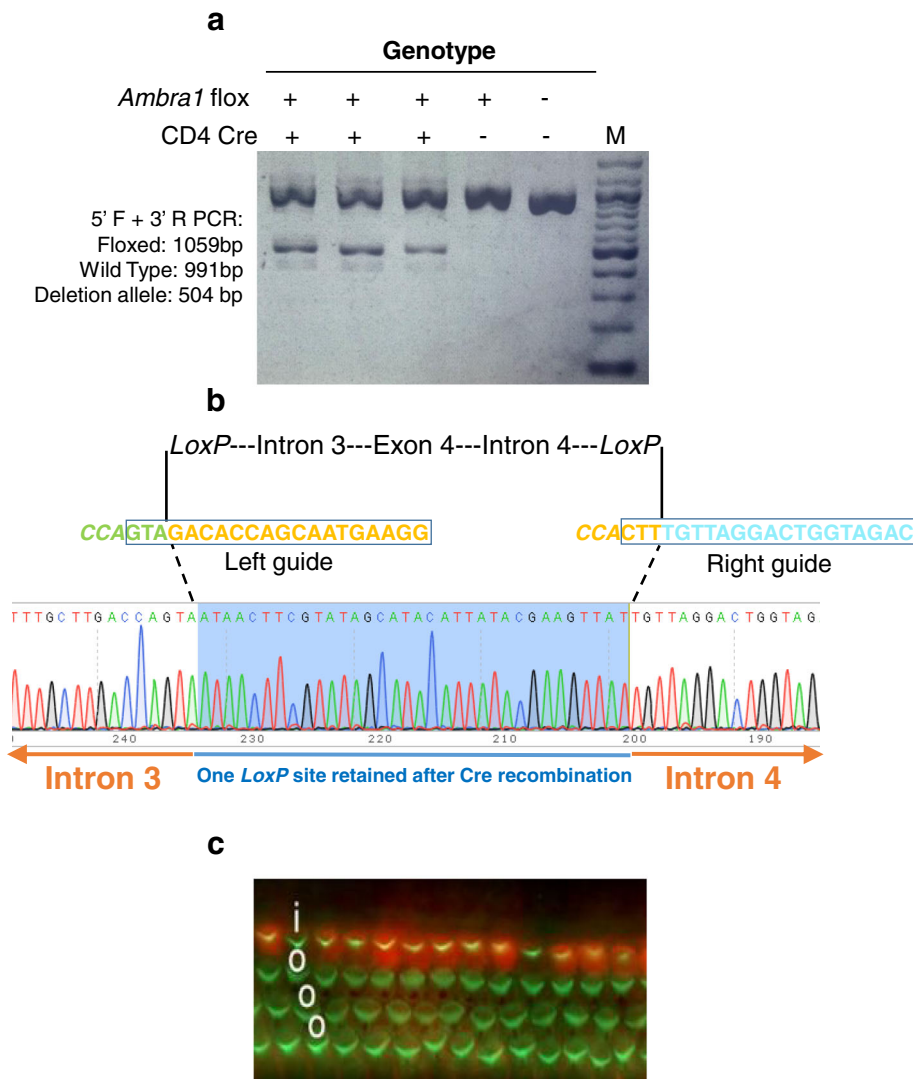 a
Genotype
Ambra1 flox + + + + -
CD4 Cre + + + - - M
5' F + 3' R PCR:
Floxed: 1059bp
Wild Type: 991bp
Deletion allele: 504 bp
b
LoxP---Intron 3---Exon 4---Intron 4---LoxP
CCAGTAGACACCAGCAATGAAGG CCACTTTGTTAGGACTGGTAGAC
Left guide Right guide
TTTGCTTGACCAGTAATAACTTCGTATAGCATACATTATACGAAGTTATTGTTAGGACTGGTAG
240 230 220 210 200 190
Intron 3 One LoxP site retained after Cre recombination Intron 4
c
i
o
o
o